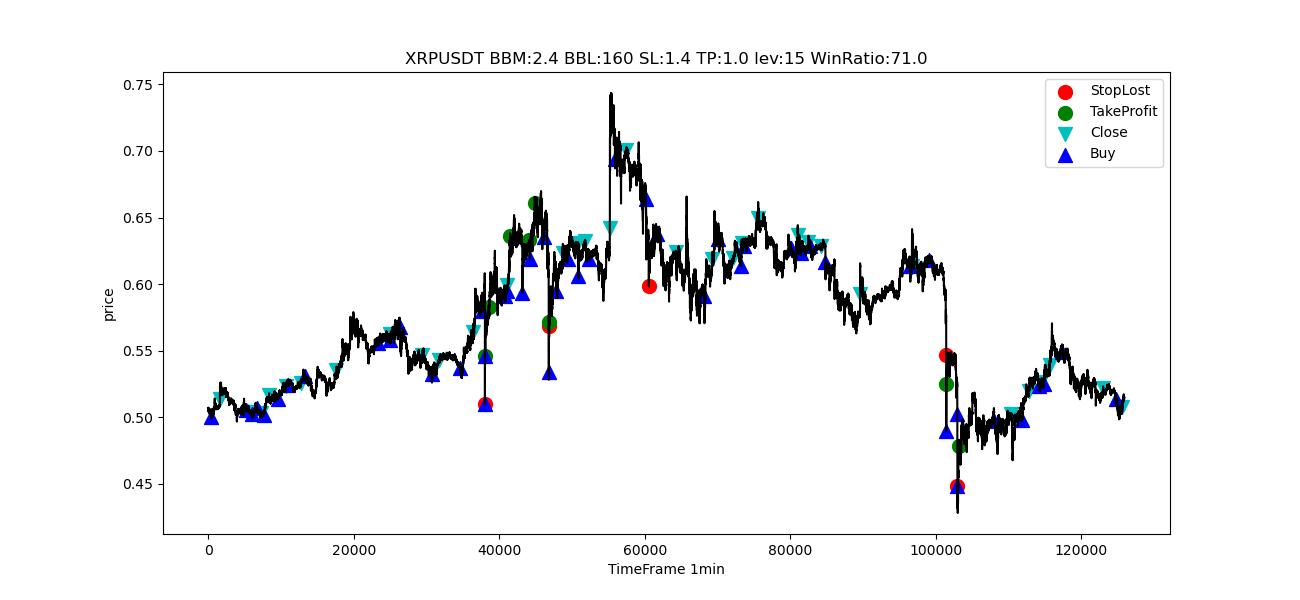 XRPUSDT BBM:2.4 BBL:160 SL:1.4 TP:1.0 lev:15 WinRatio:71.0
StopLost
TakeProfit
Close
Buy
price
0.75
0.70
0.65
0.60
0.55
0.50
0.45
0
20000
40000
60000
80000
100000
120000
TimeFrame 1min